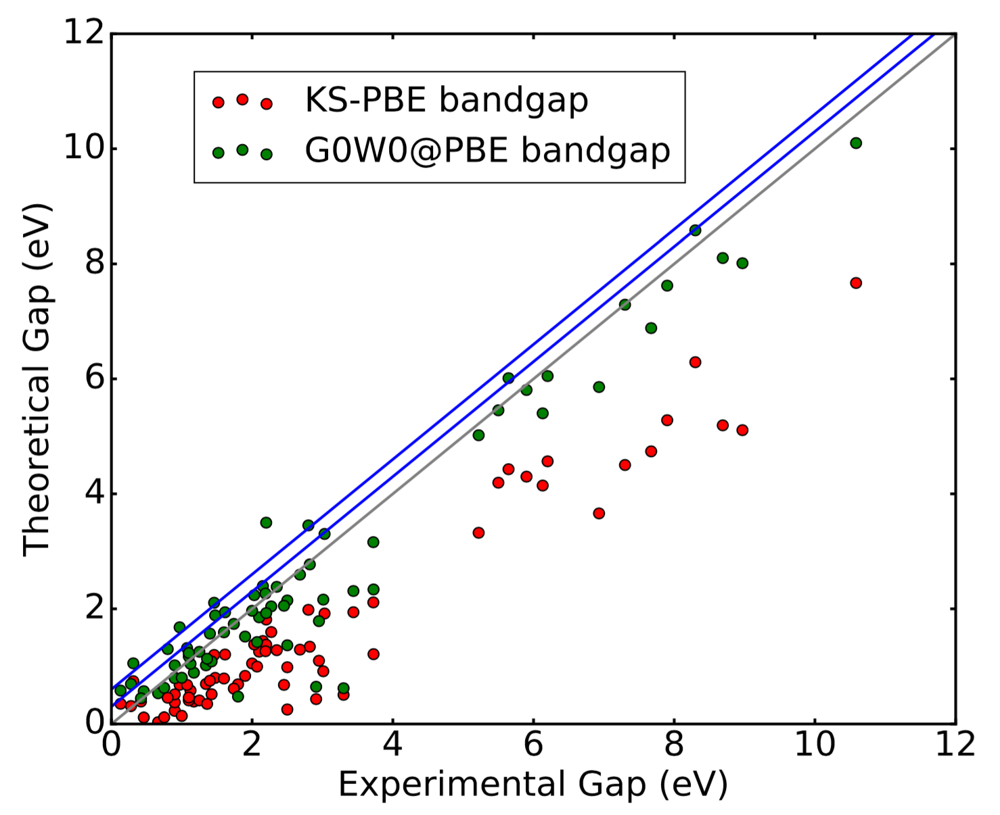 12
10
8
6
4
2
0
Theoretical Gap (eV)
KS-PBE bandgap
G0W0@PBE bandgap
0 2 4 6 8 10 12
Experimental Gap (eV)